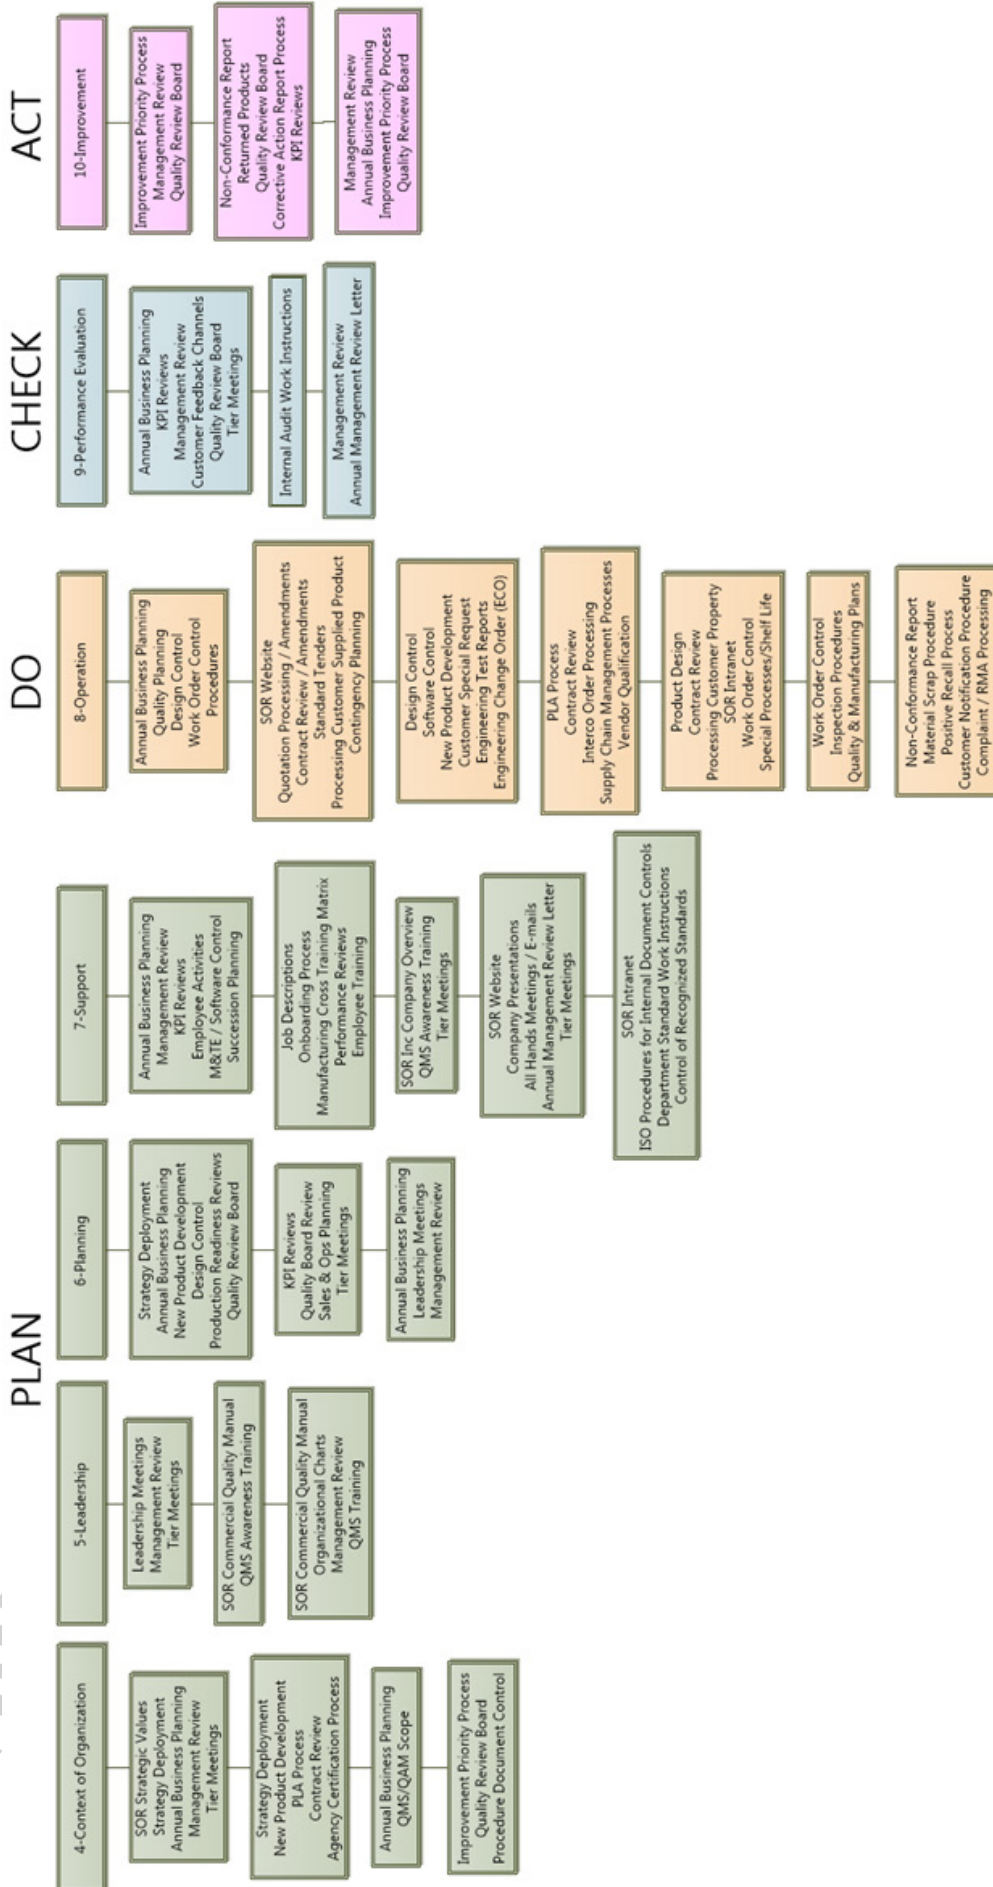 PLAN
4-Context of Organization
SOR Strategic Values
Strategy Deployment
Annual Business Planning
Management Review
Tier Meetings
Strategy Deployment
New Product Development
PLA Process
Contract Review
Agency Certification Process
Annual Business Planning
QMS/QAM Scope
Improvement Priority Process
Quality Review Board
Procedure Document Control
5-Leadership
Leadership Meetings
Management Review
Tier Meetings
SOR Commercial Quality Manual
QMS Awareness Training
SOR Commercial Quality Manual
Organizational Charts
Management Review
QMS Training
6-Planning
Strategy Deployment
Annual Business Planning
New Product Development
Design Control
Production Readiness Reviews
Quality Review Board
KPI Reviews
Quality Board Review
Sales & Ops Planning
Tier Meetings
Annual Business Planning
Leadership Meetings
Management Review
7-Support
Annual Business Planning
Management Review
KPI Reviews
Employee Activities
M&TE / Software Control
Succession Planning
Job Descriptions
Onboarding Process
Manufacturing Cross Training Matrix
Performance Reviews
Employee Training
SOR Inc Company Overview
QMS Awareness Training
Tier Meetings
SOR Website
Company Presentations
All Hands Meetings / E-mails
Annual Management Review Letter
Tier Meetings
SOR Intranet
ISO Procedures for Internal Document Controls
Department Standard Work Instructions
Control of Recognized Standards
DO
8-Operation
Annual Business Planning
Quality Planning
Design Control
Work Order Control
Procedures
SOR Website
Quotation Processing / Amendments
Contract Review / Amendments
Standard Tenders
Processing Customer Supplied Product
Contingency Planning
Design Control
Software Control
New Product Development
Customer Special Request
Engineering Test Reports
Engineering Change Order (ECO)
PLA Process
Contract Review
Interco Order Processing
Supply Chain Management Processes
Vendor Qualification
Product Design
Contract Review
Processing Customer Property
SOR Intranet
Work Order Control
Special Processes/Shelf Life
Work Order Control
Inspection Procedures
Quality & Manufacturing Plans
Non-Conformance Report
Material Scrap Procedure
Positive Recall Process
Customer Notification Procedure
Complaint / RMA Processing
CHECK
9-Performance Evaluation
Annual Business Planning
KPI Reviews
Management Review
Customer Feedback Channels
Quality Review Board
Tier Meetings
Internal Audit Work Instructions
Management Review
Annual Management Review Letter
ACT
10-Improvement
Improvement Priority Process
Management Review
Quality Review Board
Non-Conformance Report
Returned Products
Quality Review Board
Corrective Action Report Process
KPI Reviews
Management Review
Annual Business Planning
Improvement Priority Process
Quality Review Board